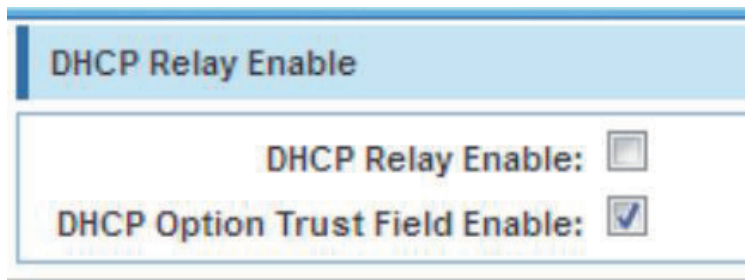 DHCP Relay Enable
DHCP Relay Enable:
DHCP Option Trust Field Enable: